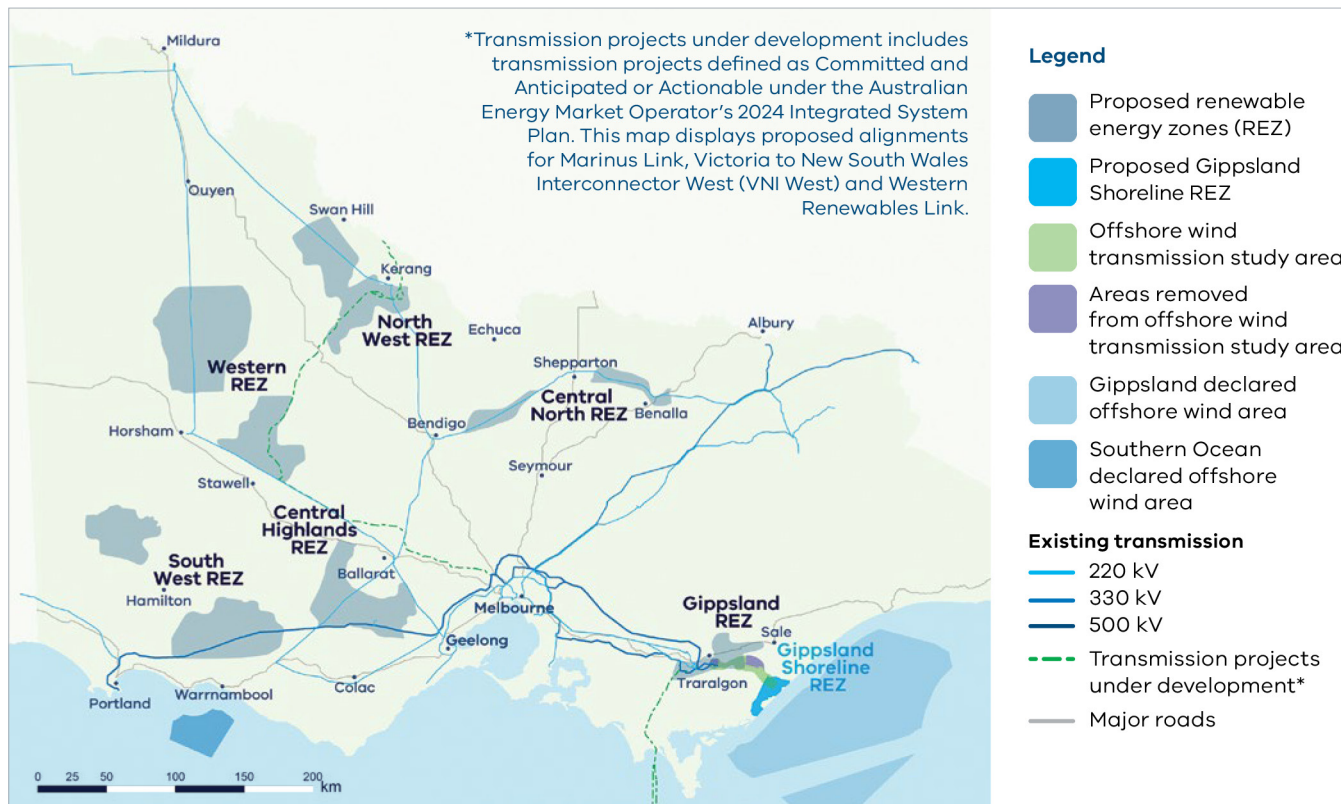 Mildura
*Transmission projects under development includes
transmission projects defined as Committed and
Anticipated or Actionable under the Australian
Energy Market Operator's 2024 Integrated System
Plan. This map displays proposed alignments
for Marinus Link, Victoria to New South Wales
Interconnector West (VNI West) and Western
Renewables Link.
Ouyen
Swan Hill
Kerang
North
West REZ
Echuca
Albury
Western
REZ
Shepparton
Central
North REZ
Benalla
Horsham
Bendigo
Seymour
Stawell
Central
Highlands
REZ
South
West REZ
Hamilton
Ballarat
Melbourne
Gippsland
REZ
Sale
Geelong
Gippsland
Shoreline
REZ
Traralgon
Portland
Warrnambool
Colac
0 25 50 100 150 200
km
Legend
Proposed renewable
energy zones (REZ)
Proposed Gippsland
Shoreline REZ
Offshore wind
transmission study area
Areas removed
from offshore wind
transmission study area
Gippsland declared
offshore wind area
Southern Ocean
declared offshore
wind area
Existing transmission
220 kV
330 kV
500 kV
Transmission projects
under development*
Major roads